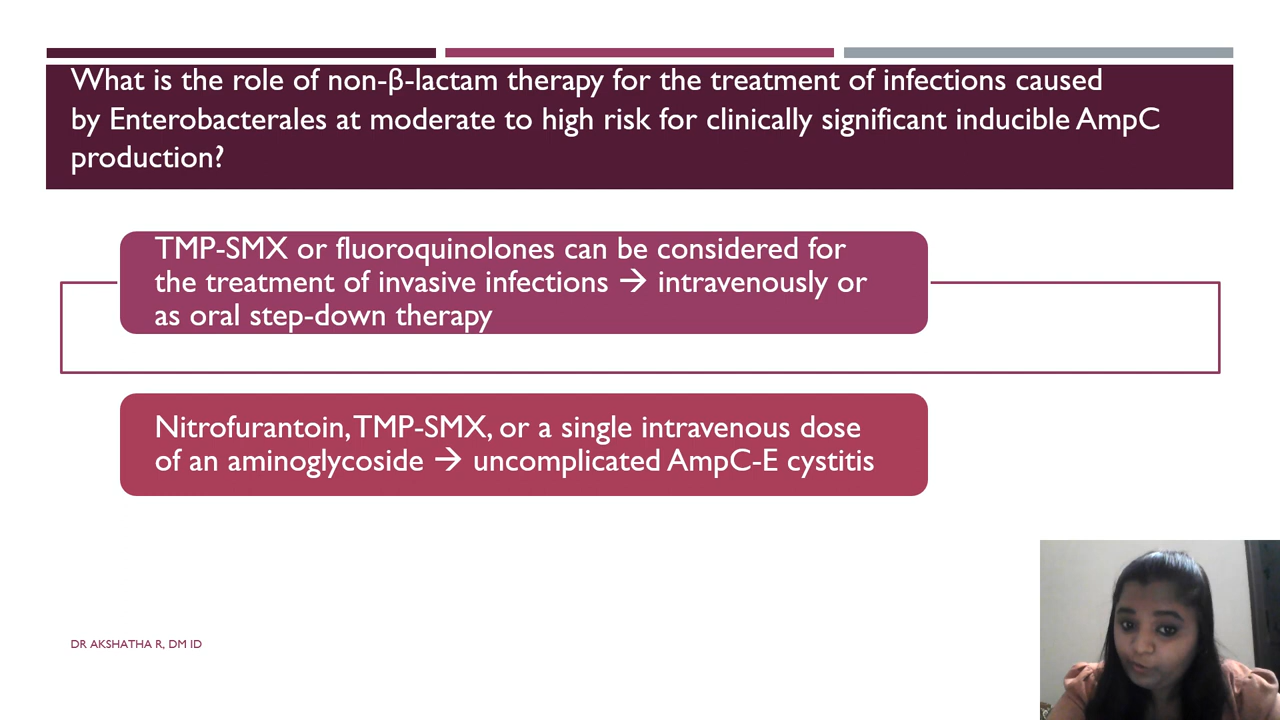 What is the role of non-β-lactam therapy for the treatment of infections caused
by Enterobacterales at moderate to high risk for clinically significant inducible AmpC
production?
TMP-SMX or fluoroquinolones can be considered for
the treatment of invasive infections → intravenously or
as oral step-down therapy
Nitrofurantoin, TMP-SMX, or a single intravenous dose
of an aminoglycoside → uncomplicated AmpC-E cystitis
DR AKSHATHA R, DM ID